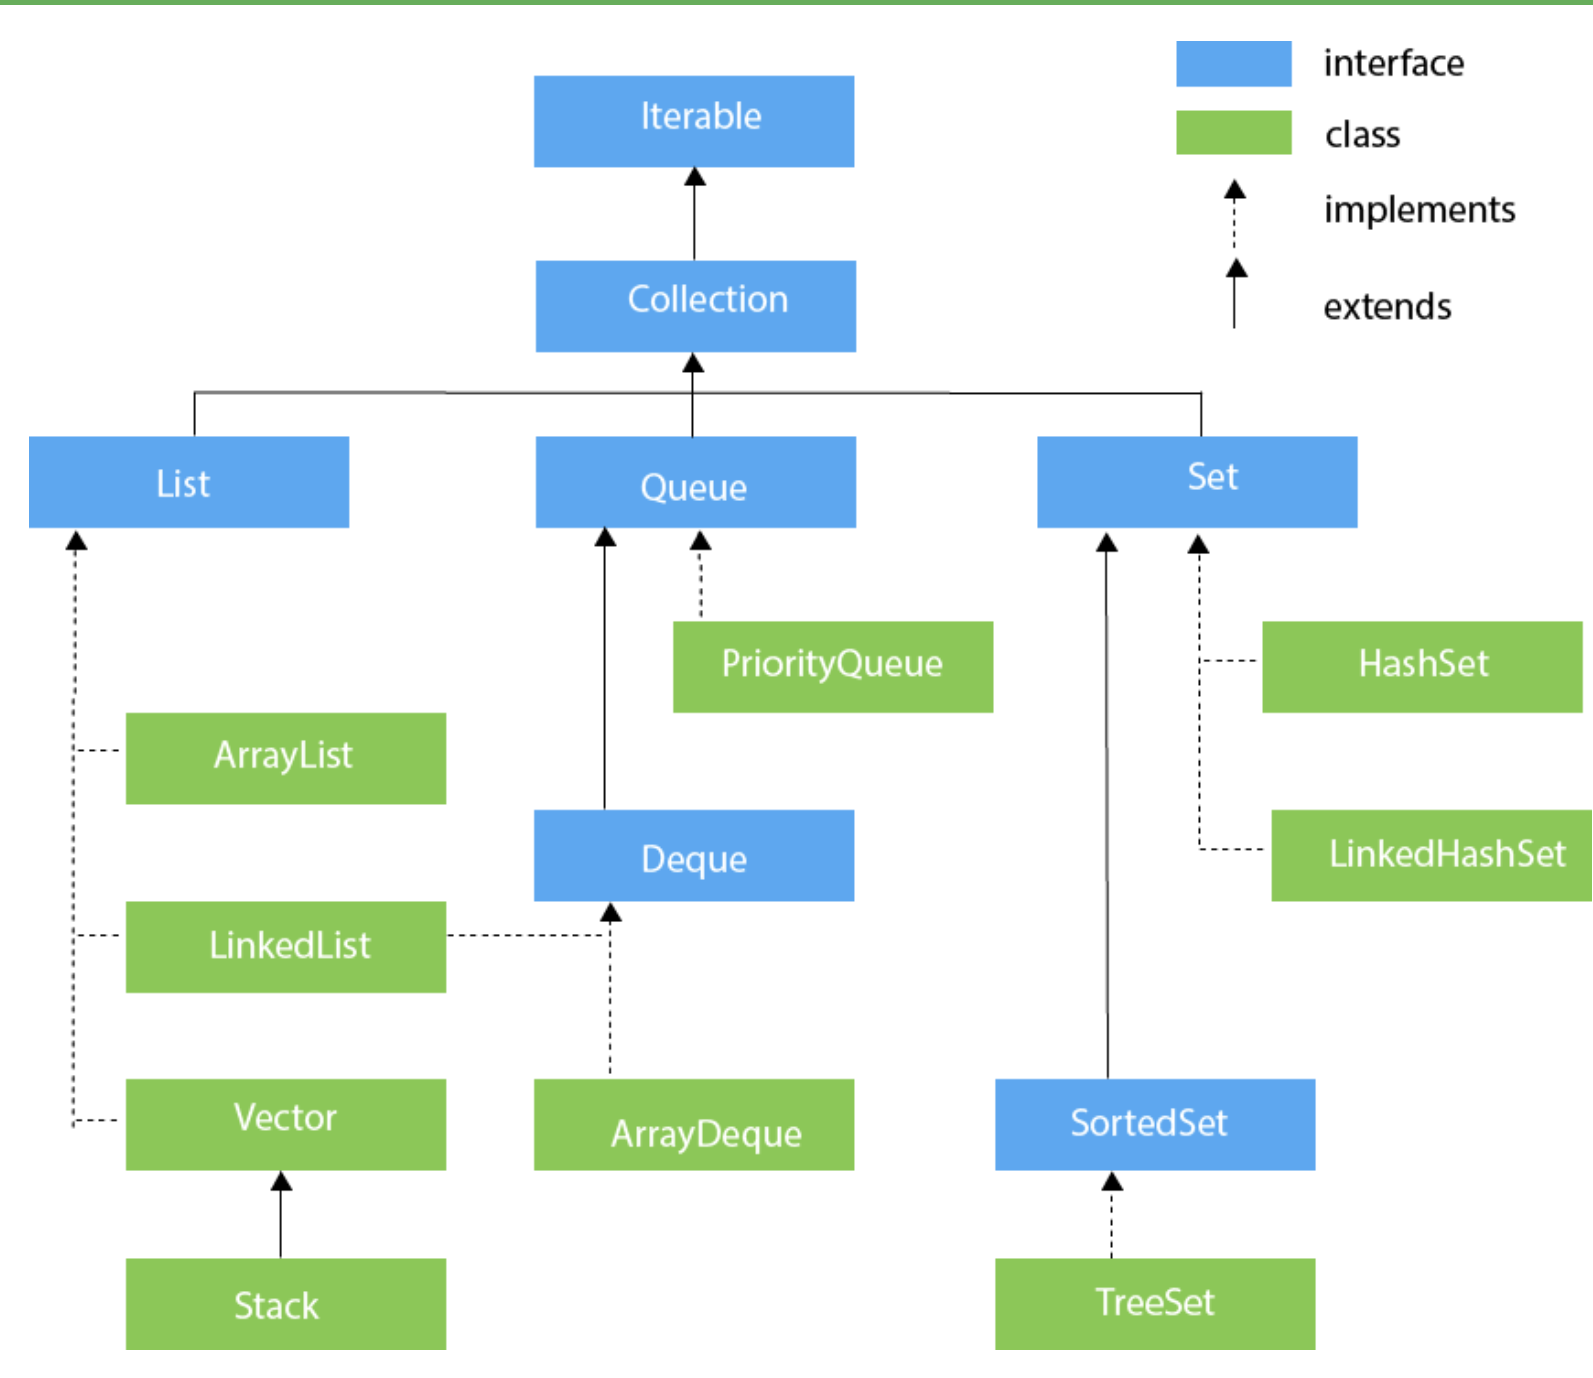 interface
Iterable
class
implements
Collection
extends
List
Queue
Set
PriorityQueue
HashSet
ArrayList
Deque
LinkedHashSet
LinkedList
Vector
ArrayDeque
SortedSet
Stack
TreeSet